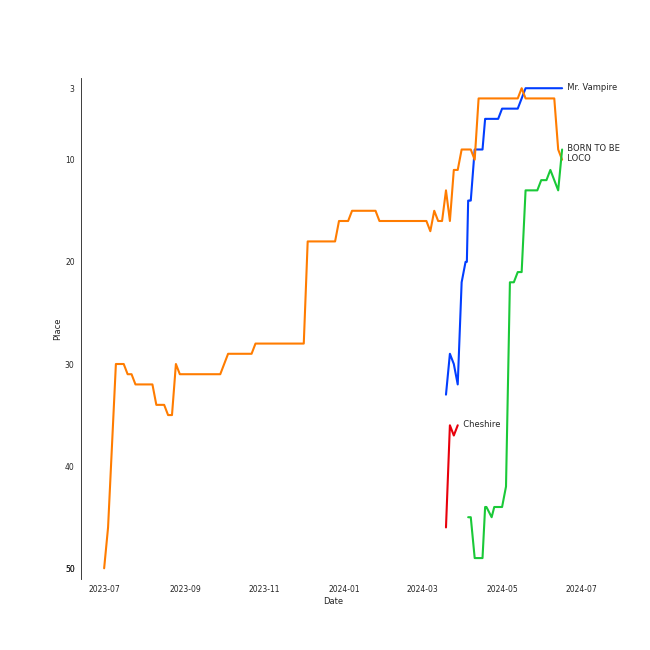 3
Mr. Vampire
BORN TO BE
LOCO
10
20
Place
30
Cheshire
40
50
2023-07
2023-09
2023-11
2024-01
2024-03
2024-05
2024-07
Date